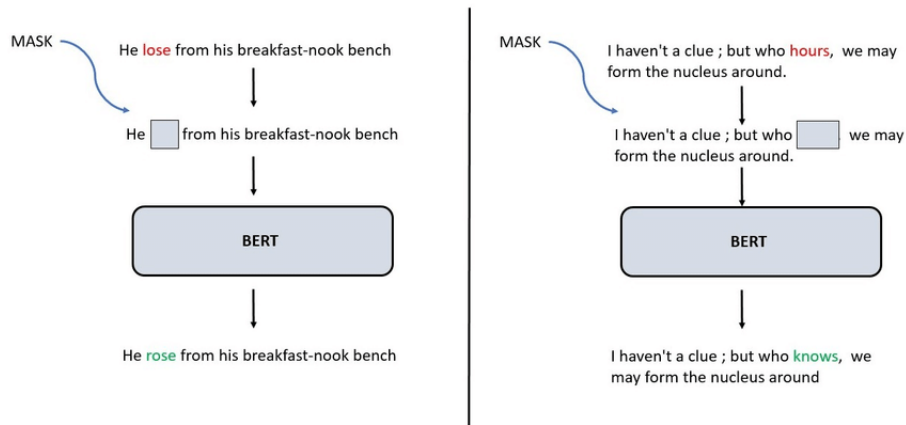 MASK
He lose from his breakfast-nook bench
He from his breakfast-nook bench
BERT
He rose from his breakfast-nook bench
MASK
I haven't a clue ; but who hours, we may
form the nucleus around.
I haven't a clue ; but who we may
form the nucleus around.
BERT
I haven't a clue ; but who knows, we
may form the nucleus around